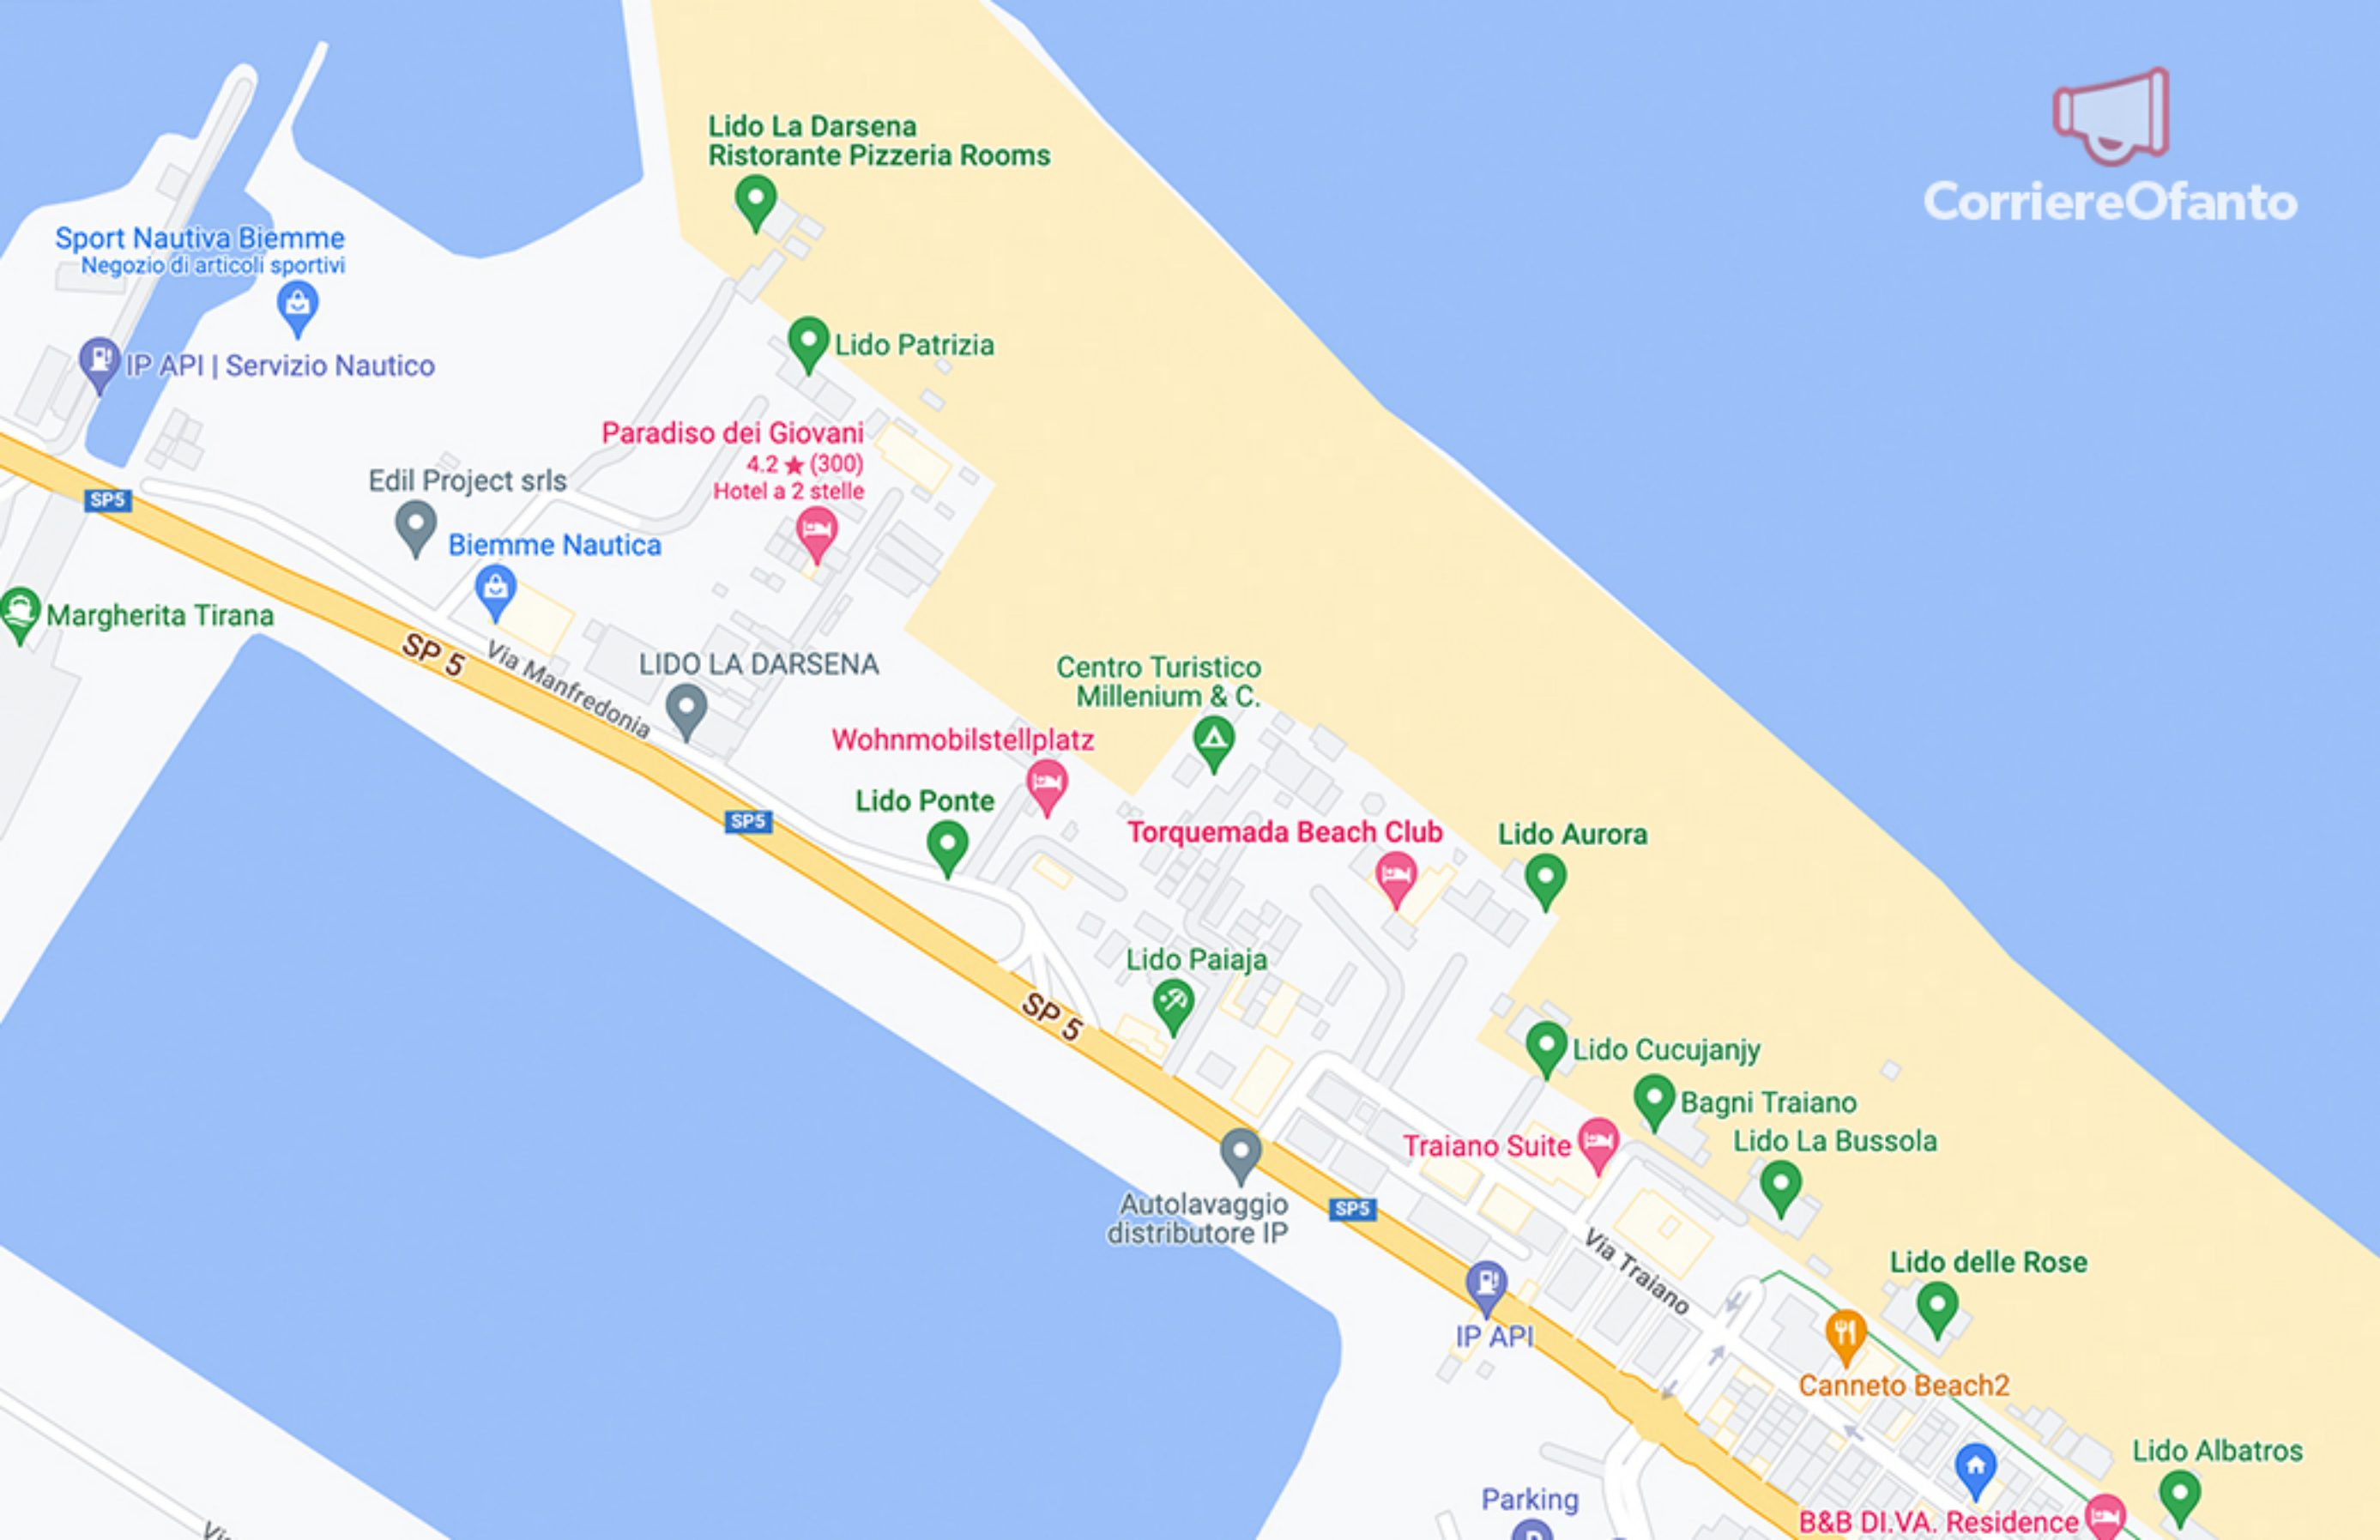 Lido La Darsena
Ristorante Pizzeria Rooms
CorriereOfanto
Sport Nautiva Biemme
Negozio di articoli sportivi
IP API | Servizio Nautico
Lido Patrizia
Paradiso dei Giovani
4.2 ★ (300)
Hotel a 2 stelle
Edil Project srls
SP5
Biemme Nautica
Margherita Tirana
SP 5
Via Manfredonia
LIDO LA DARSENA
Centro Turistico
Millenium & C.
Wohnmobilstellplatz
Lido Ponte
SP5
Torquemada Beach Club
Lido Aurora
Lido Paiaja
SP 5
Lido Cucujanjy
Bagni Traiano
Traiano Suite
Lido La Bussola
Autolavaggio
distributore IP
SP5
Via Traiano
Lido delle Rose
IP API
Canneto Beach2
Lido Albatros
Parking
B&B DI.VA. Residence